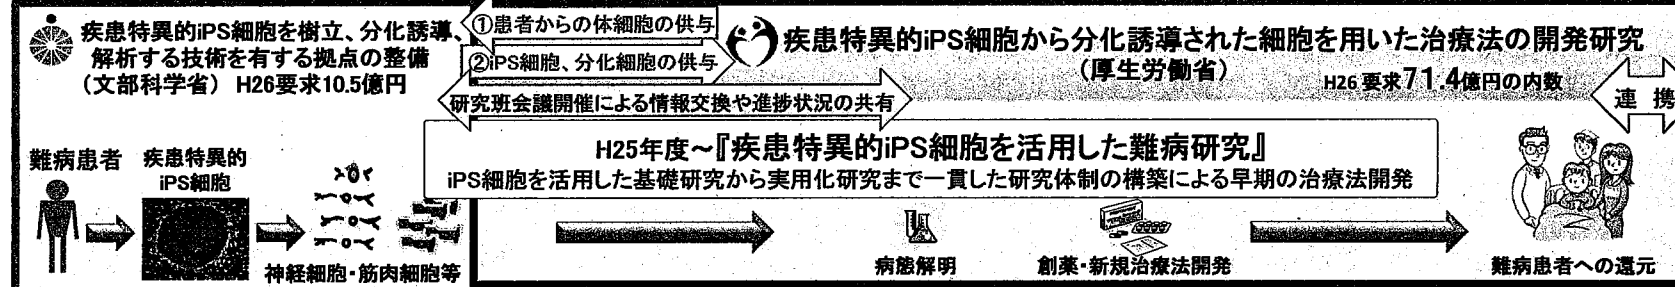 疾患特異的iPS細胞を樹立、分化誘導、
解析する技術を有する拠点の整備
（文部科学省） H26要求10.5億円
①患者からの体細胞の供与
②iPS細胞、分化細胞の供与
研究班会議開催による情報交換や進捗状況の共有
疾患特異的iPS細胞から分化誘導された細胞を用いた治療法の開発研究
（厚生労働省）
H26 要求71.4億円の内数
連 携
H25年度～『疾患特異的iPS細胞を活用した難病研究』
iPS細胞を活用した基礎研究から実用化研究まで一貫した研究体制の構築による早期の治療法開発
難病患者
疾患特異的
iPS細胞
神経細胞・筋肉細胞等
病態解明
創薬・新規治療法開発
難病患者への還元